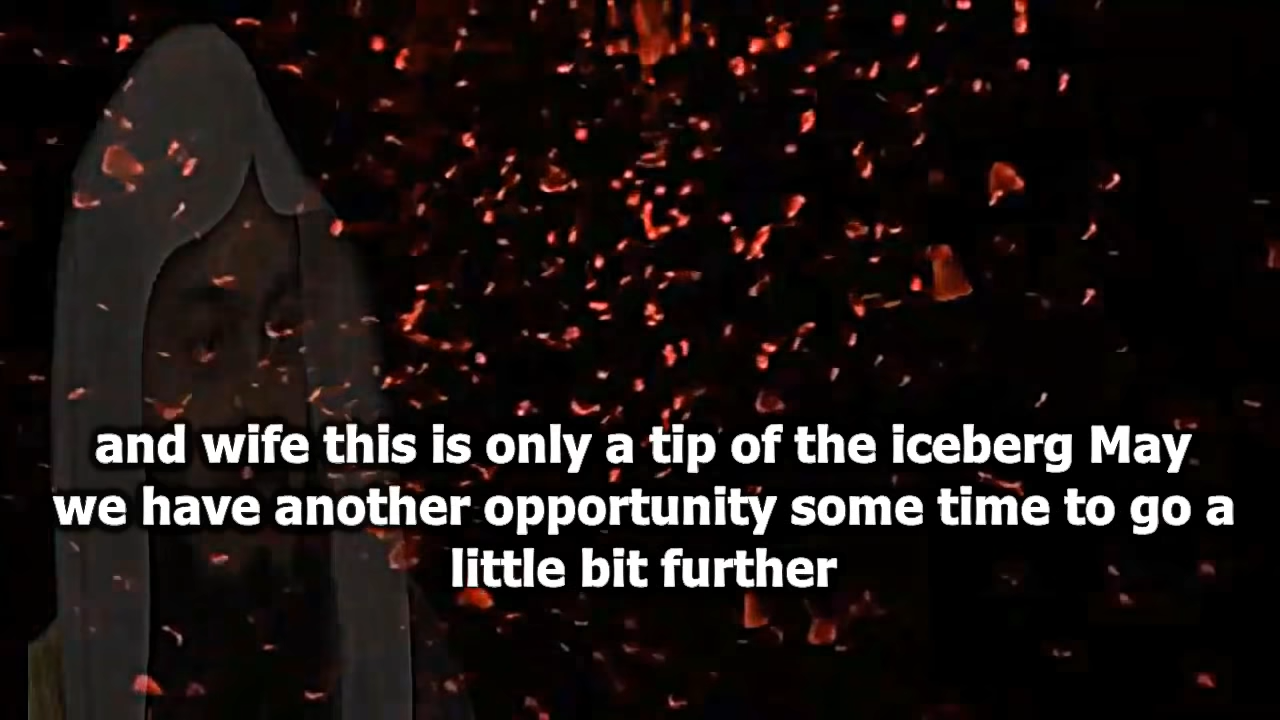 and wife this is only a tip of the iceberg May
we have another opportunity some time to go a
little bit further